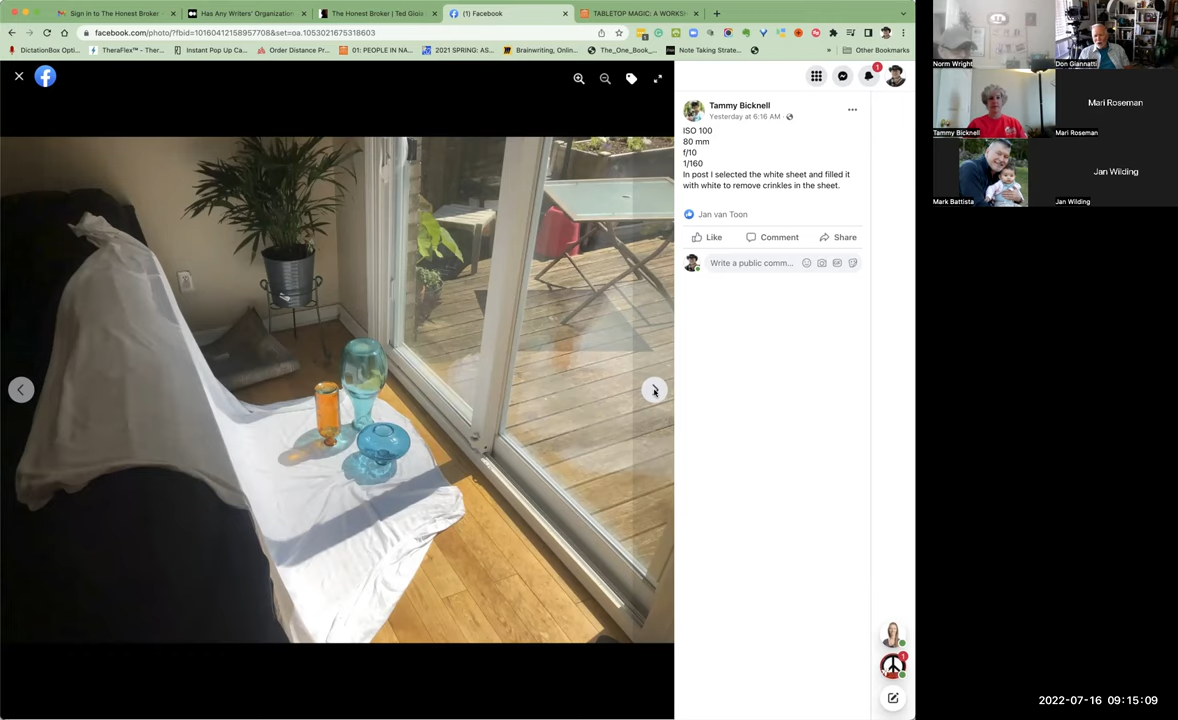 Sign in to The Honest Broker
Has Any Writers' Organization
The Honest Broker | Ted Gioia
(1) Facebook
TABLETOP MAGIC: A WORKSH
facebook.com/photo/?fbid=10160412158957708&set=oa.1053021675318603
DictationBox Opti...
TheraFlex™ – Ther...
Instant Pop Up Ca...
Order Distance Pr...
01: PEOPLE IN NA...
2021 SPRING: AS...
Brainwriting, Onlin...
The_One_Book_...
Note Taking Strate...
»
Other Bookmarks
1
Tammy Bicknell
Yesterday at 6:16 AM ·
ISO 100
80 mm
f/10
1/160
In post I selected the white sheet and filled it
with white to remove crinkles in the sheet.
Jan van Toon
Like
Comment
Share
Write a public comm...
1
Norm Wright
Don Giannatti
Tammy Bicknell
Mari Roseman
Mari Roseman
Mark Battista
Jan Wilding
Jan Wilding
2022-07-16 09:15:09